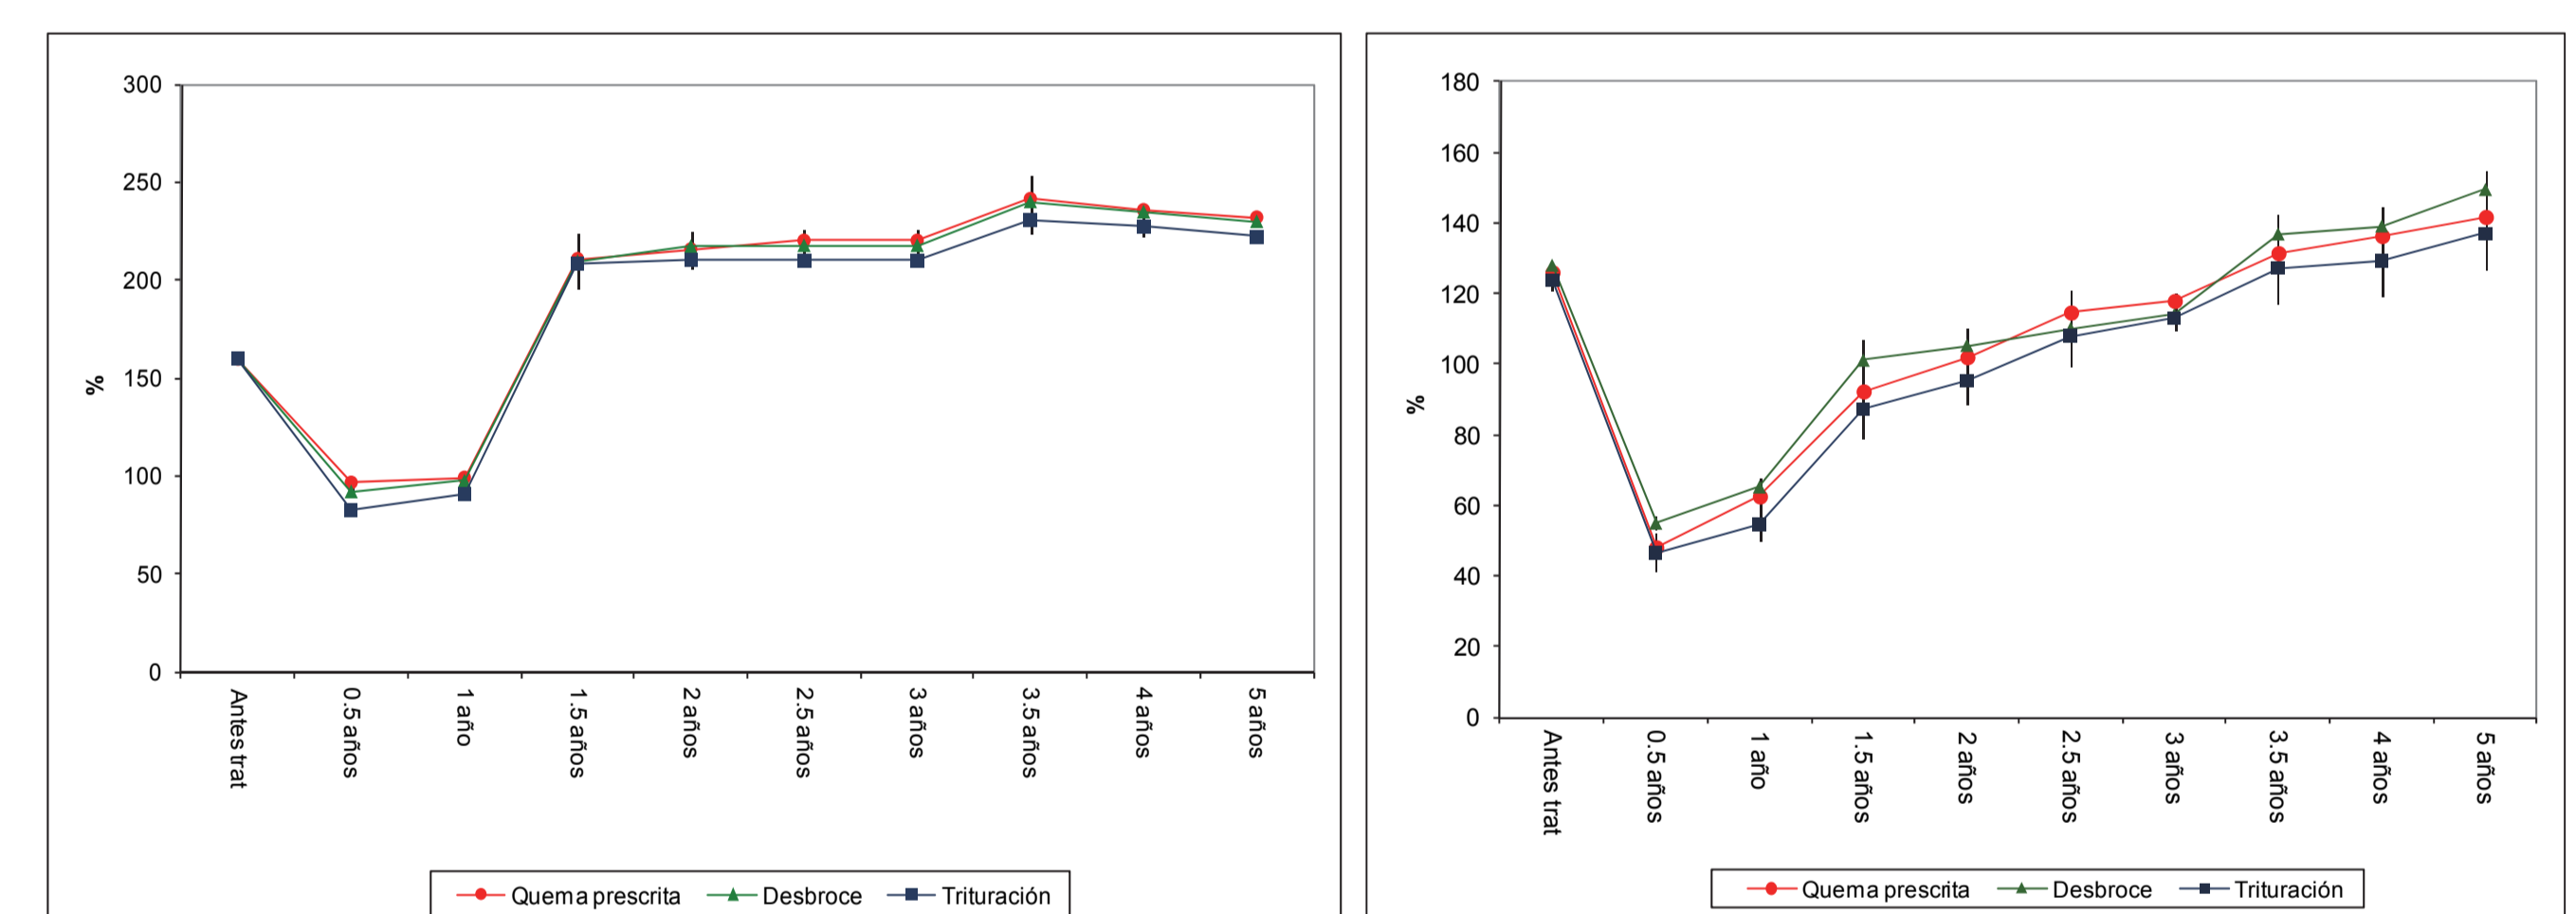 300
250
200
150
100
50
0
%
Antes trat
0.5 años
1 año
1.5 años
2 años
2.5 años
3 años
3.5 años
4 años
5 años
Quema prescrita Desbroce Trituración
180
160
140
120
100
80
60
40
20
0
%
Antes trat
0.5 años
1 año
1.5 años
2 años
2.5 años
3 años
3.5 años
4 años
5 años
Quema prescrita Desbroce Trituración